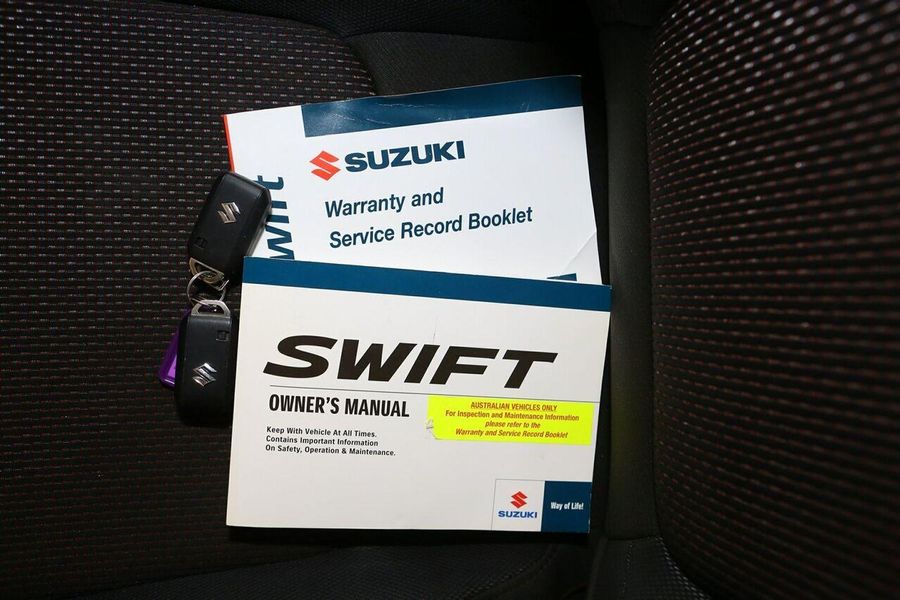 SUZUKI
Warranty and
Service Record Booklet
wift
SWIFT
OWNER'S MANUAL
Keep With Vehicle At All Times.
Contains Important Information
On Safety, Operation & Maintenance.
AUSTRALIAN VEHICLES ONLY
For Inspection and Maintenance Information
please refer to the
Warranty and Service Record Booklet
SUZUKI
Way of Life!